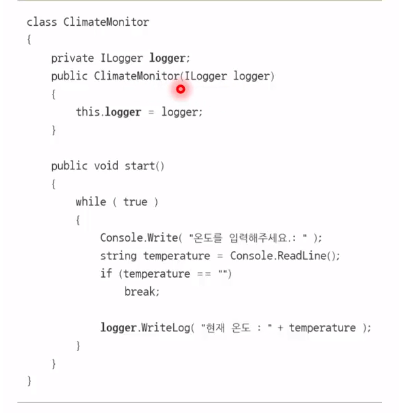 class ClimateMonitor
{
private ILogger logger;
public ClimateMonitor(ILogger logger)
{
this.logger = logger;
}
public void start()
{
while ( true )
{
Console.Write( "온도를 입력해주세요.: " );
string temperature = Console.ReadLine();
if (temperature == "")
break;
logger.WriteLog( "현재 온도 : " + temperature );
}
}
}